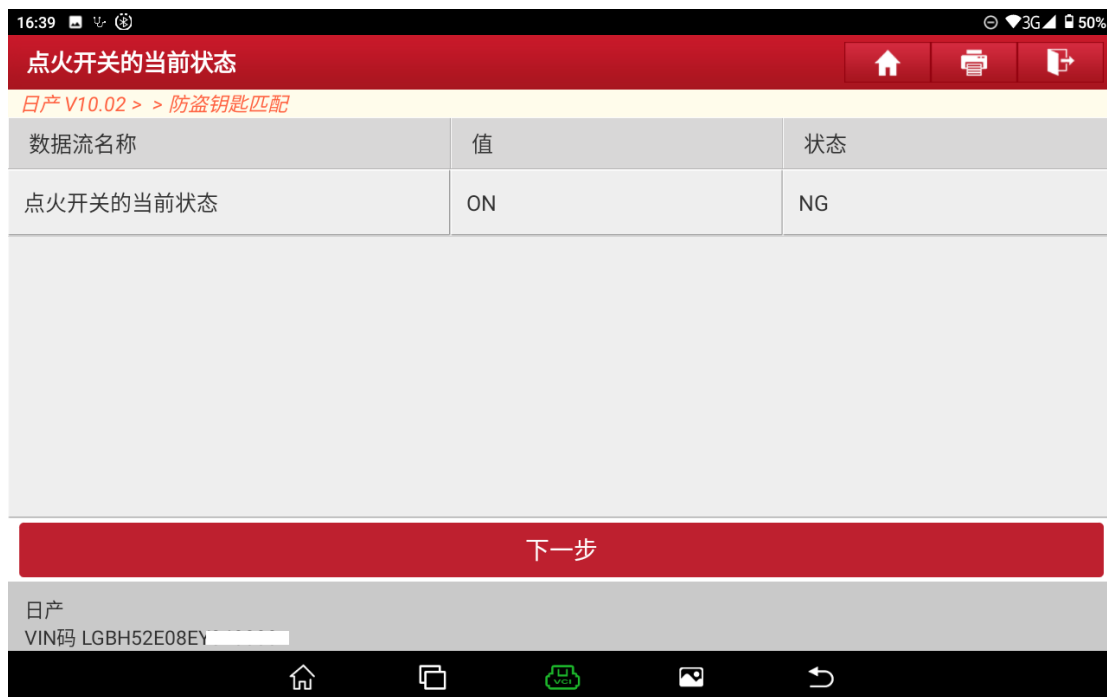 16:39 3G 50%
点火开关的当前状态
日产 V10.02 > > 防盗钥匙匹配
数据流名称 值 状态
点火开关的当前状态 ON NG
下一步
日产
VIN码 LGBH52E08EY
VCI